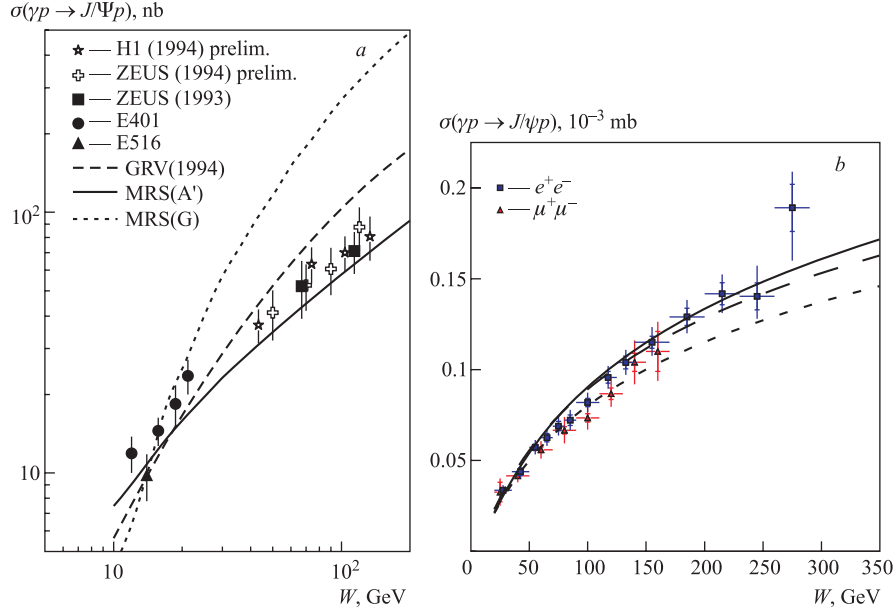 σ(γp → J/Ψp), nb
a
H1 (1994) prelim.
ZEUS (1994) prelim.
ZEUS (1993)
E401
E516
GRV(1994)
MRS(A')
MRS(G)
10²
10
10
10²
W, GeV
σ(γp → J/ψp), 10⁻³ mb
b
e⁺e⁻
μ⁺μ⁻
0.2
0.15
0.1
0.05
0 50 100 150 200 250 300 350
W, GeV